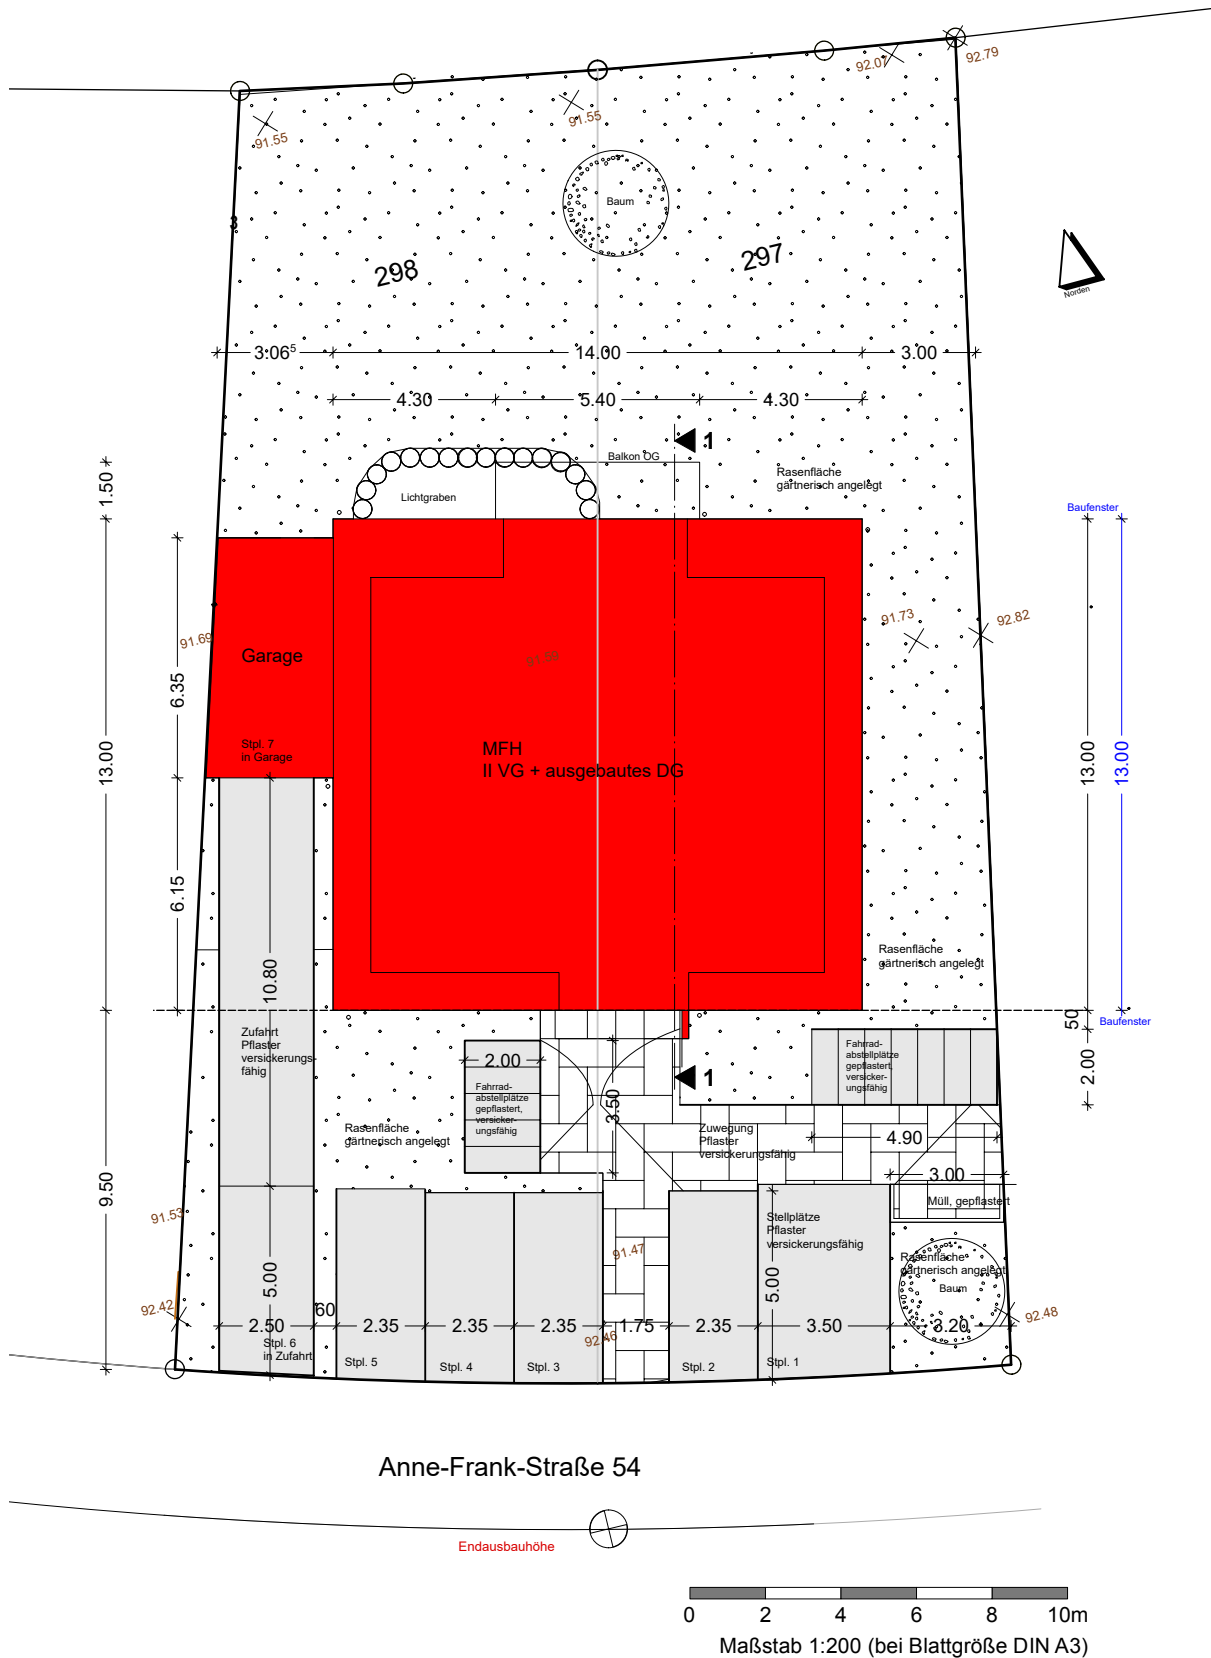 92.07
92.79
91.55
91.55
Baum
3
298
297
Norden
3.06⁵
14.00
3.00
4.30
5.40
4.30
1
Balkon OG
Rasenfläche
gärtnerisch angelegt
Lichtgraben
1.50
Baufenster
91.69
Garage
91.59
91.73
92.82
6.35
Stpl. 7
in Garage
MFH
II VG + ausgebautes DG
13.00
13.00
13.00
6.15
Rasenfläche
gärtnerisch angelegt
10.80
50
Baufenster
Zufahrt
Pflaster
versickerungs-
fähig
2.00
Fahrrad-
abstellplätze
gepflastert,
versicker-
ungsfähig
3.50
1
Fahrrad-
abstellplätze
gepflastert,
versicker-
ungsfähig
2.00
Rasenfläche
gärtnerisch angelegt
Zuwegung
Pflaster
versickerungsfähig
4.90
9.50
3.00
Müll, gepflastert
91.53
Stellplätze
Pflaster
versickerungsfähig
91.47
Rasenfläche
gärtnerisch angelegt
Baum
5.00
5.00
92.42
60
92.46
92.48
2.50
2.35
2.35
2.35
1.75
2.35
3.50
3.20
Stpl. 6
in Zufahrt
Stpl. 5
Stpl. 4
Stpl. 3
Stpl. 2
Stpl. 1
Anne-Frank-Straße 54
Endausbauhöhe
0 2 4 6 8 10m
Maßstab 1:200 (bei Blattgröße DIN A3)